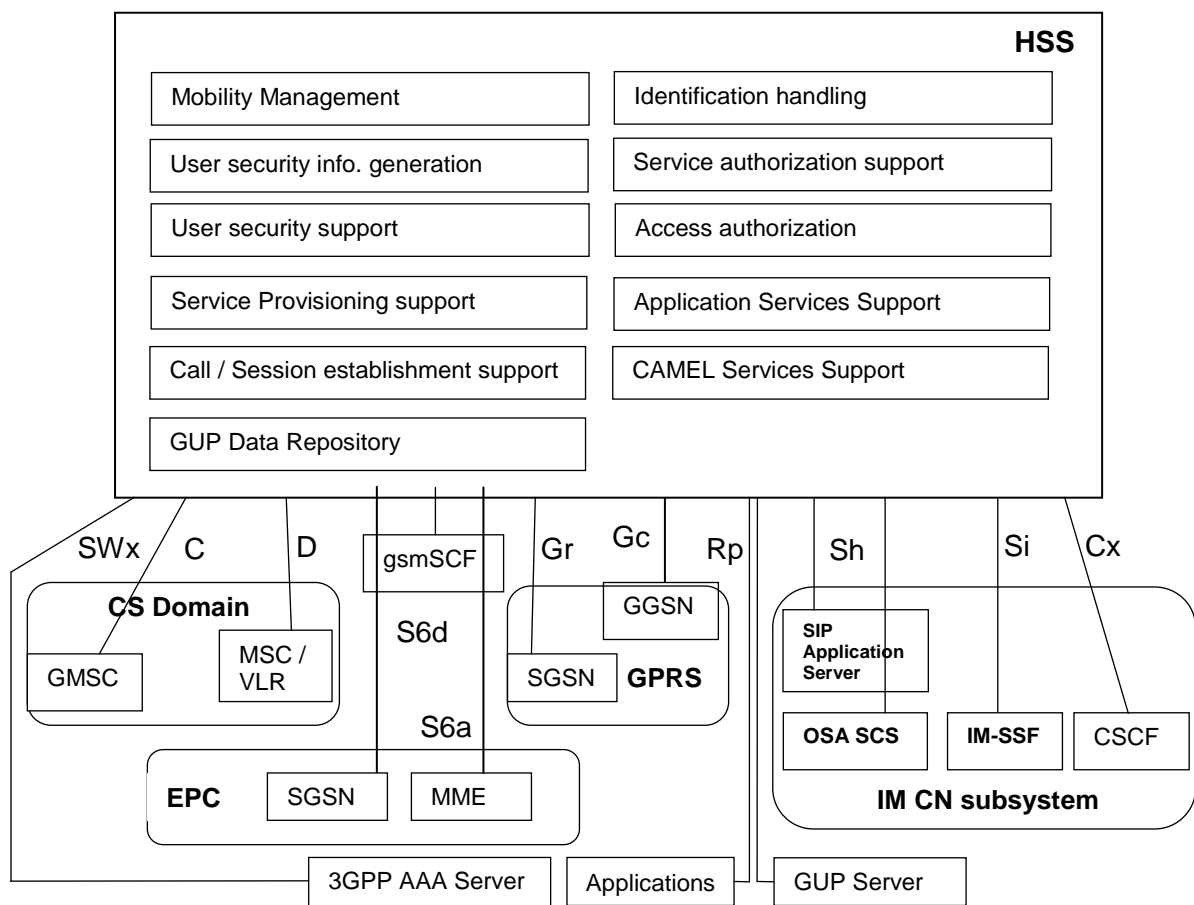 HSS
Mobility Management
Identification handling
User security info. generation
Service authorization support
User security support
Access authorization
Service Provisioning support
Application Services Support
Call / Session establishment support
CAMEL Services Support
GUP Data Repository
SWx
C
D
gsmSCF
Gr
Gc
Rp
Sh
Si
Cx
CS Domain
GMSC
MSC /
VLR
S6d
S6a
GGSN
SGSN
GPRS
SIP
Application
Server
OSA SCS
IM-SSF
CSCF
IM CN subsystem
EPC
SGSN
MME
3GPP AAA Server
Applications
GUP Server